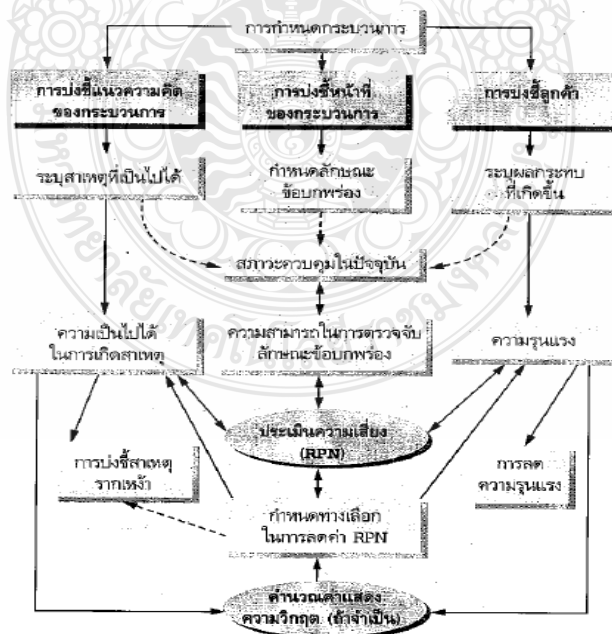 การกำหนดกระบวนการ
การบ่งชี้แนวความคิด
ของกระบวนการ
การบ่งชี้หน้าที่
ของกระบวนการ
การบ่งชี้ลูกค้า
ระบุสาเหตุที่เป็นไปได้
กำหนดลักษณะ
ข้อบกพร่อง
ระบุผลกระทบ
ที่เกิดขึ้น
สภาวะควบคุมในปัจจุบัน
ความเป็นไปได้
ในการเกิดสาเหตุ
ความสามารถในการตรวจจับ
ลักษณะข้อบกพร่อง
ความรุนแรง
ประเมินความเสี่ยง
(RPN)
การบ่งชี้สาเหตุ
รากเหง้า
การลด
ความรุนแรง
กำหนดทางเลือก
ในการลดค่า RPN
คำนวณค่าแสดง
ความวิกฤต (ถ้าจำเป็น)